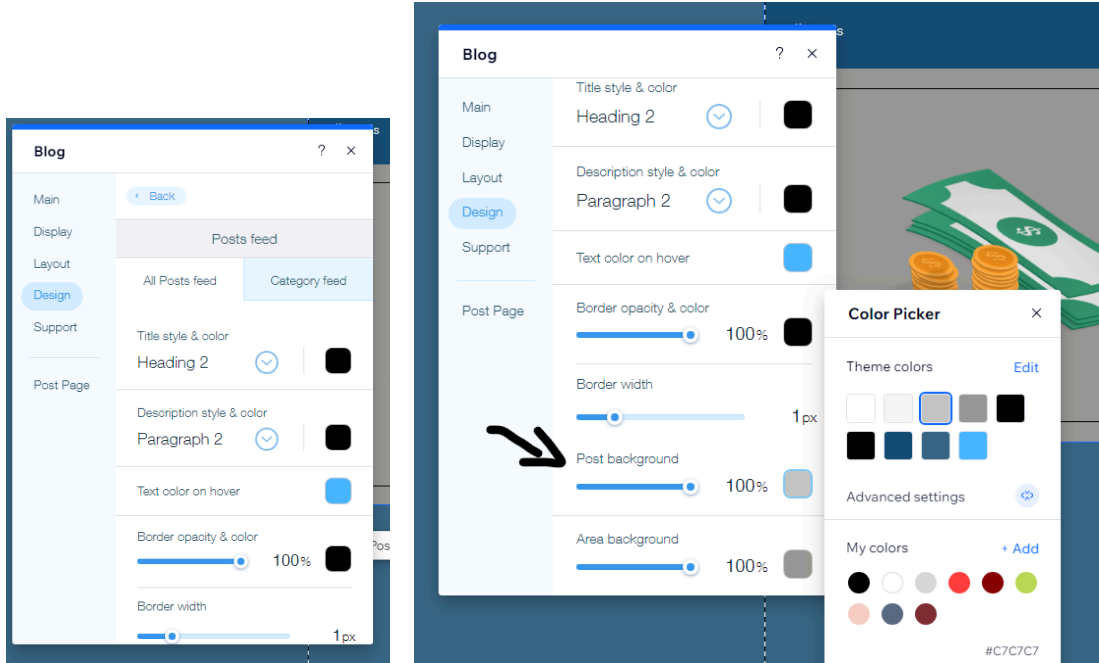 Blog ? ×
Main
Display
Layout
Design
Support
Post Page
Back
Posts feed
All Posts feed Category feed
Title style & color
Heading 2
Description style & color
Paragraph 2
Text color on hover
Border opacity & color
100%
Border width
1px
Pos
s
Blog ? ×
Main
Display
Layout
Design
Support
Post Page
Title style & color
Heading 2
Description style & color
Paragraph 2
Text color on hover
Border opacity & color
100%
Border width
1px
Post background
100%
Area background
100%
s
$
Color Picker ×
Theme colors Edit
Advanced settings
My colors + Add
#C7C7C7